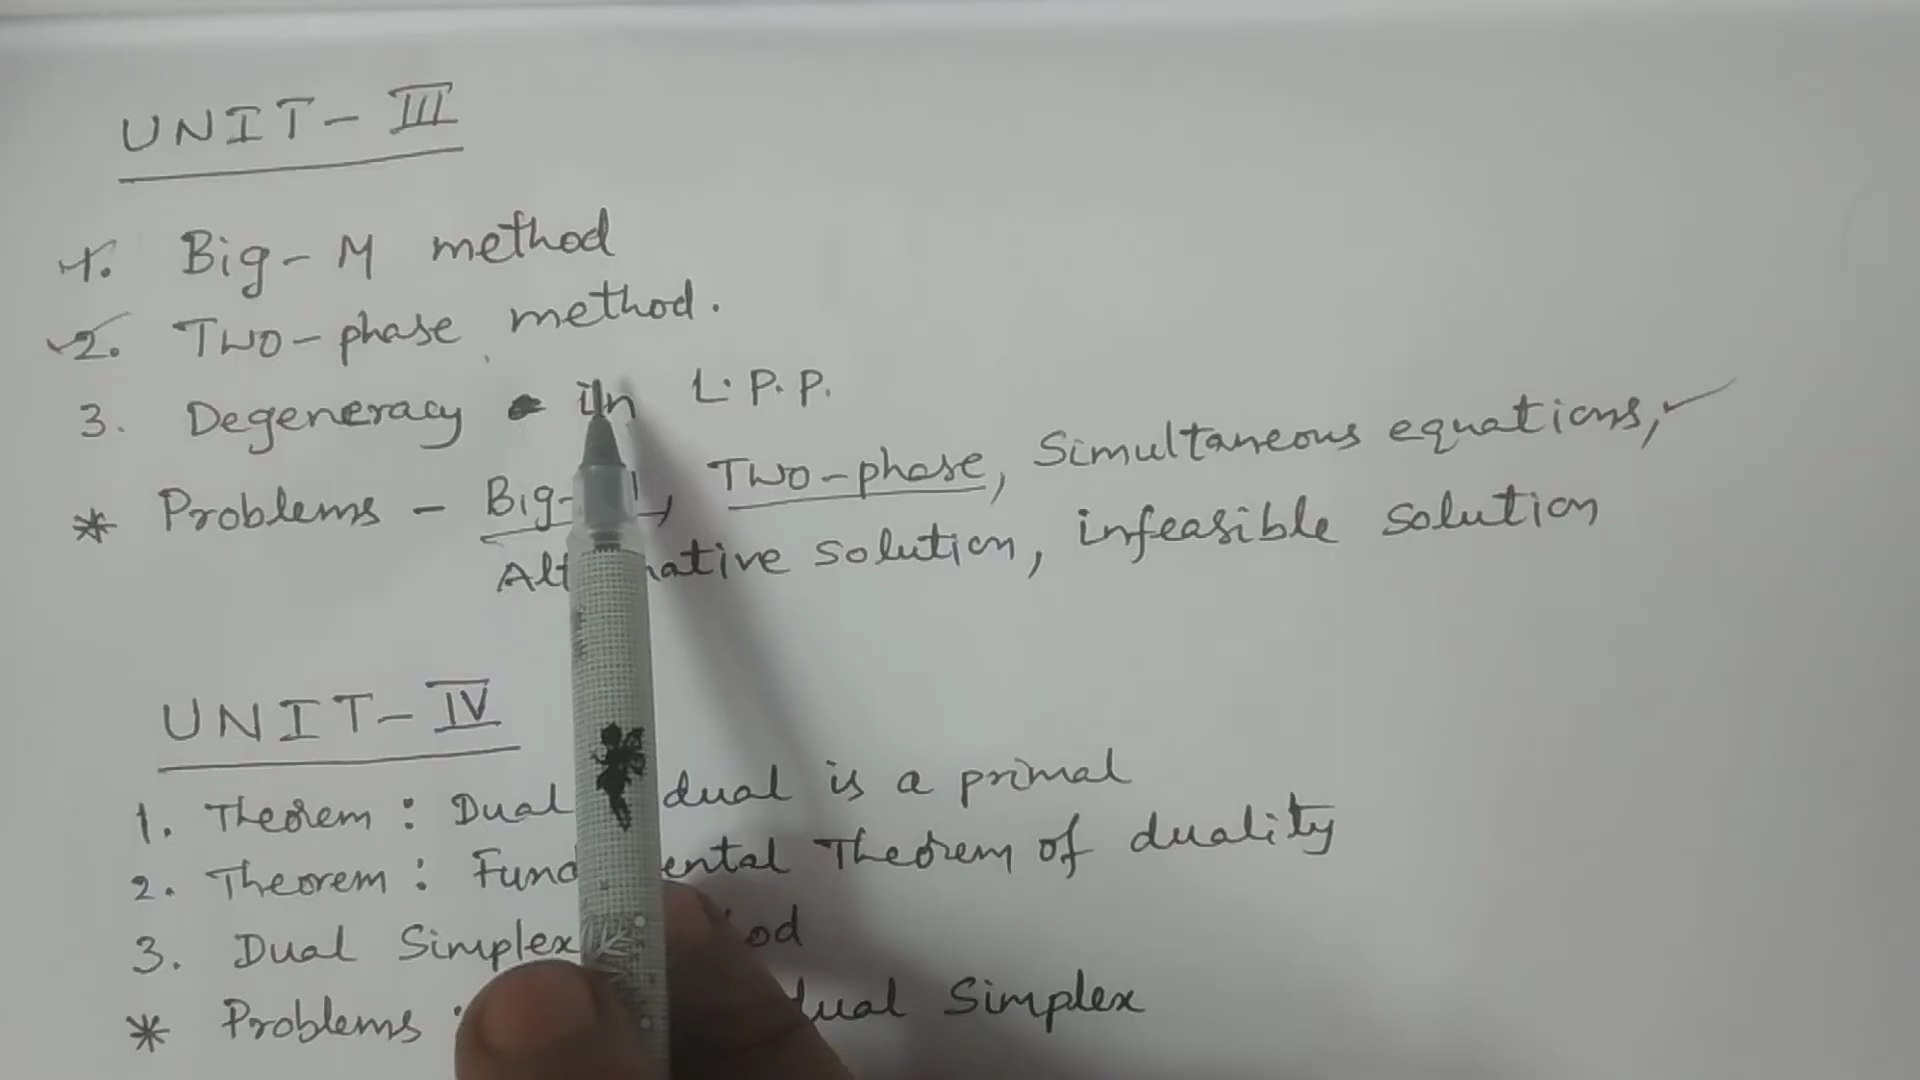 UNIT - III
1. Big - M method
2. Two - phase method.
3. Degeneracy in L.P.P.
* Problems - Big - Two - phase, Simultaneous equations,
solution, infeasible solution
UNIT - IV
1. Theorem : Dual dual is a primal
2. Theorem : Theorem of duality
3. Dual Simplex
* Problems : dual Simplex